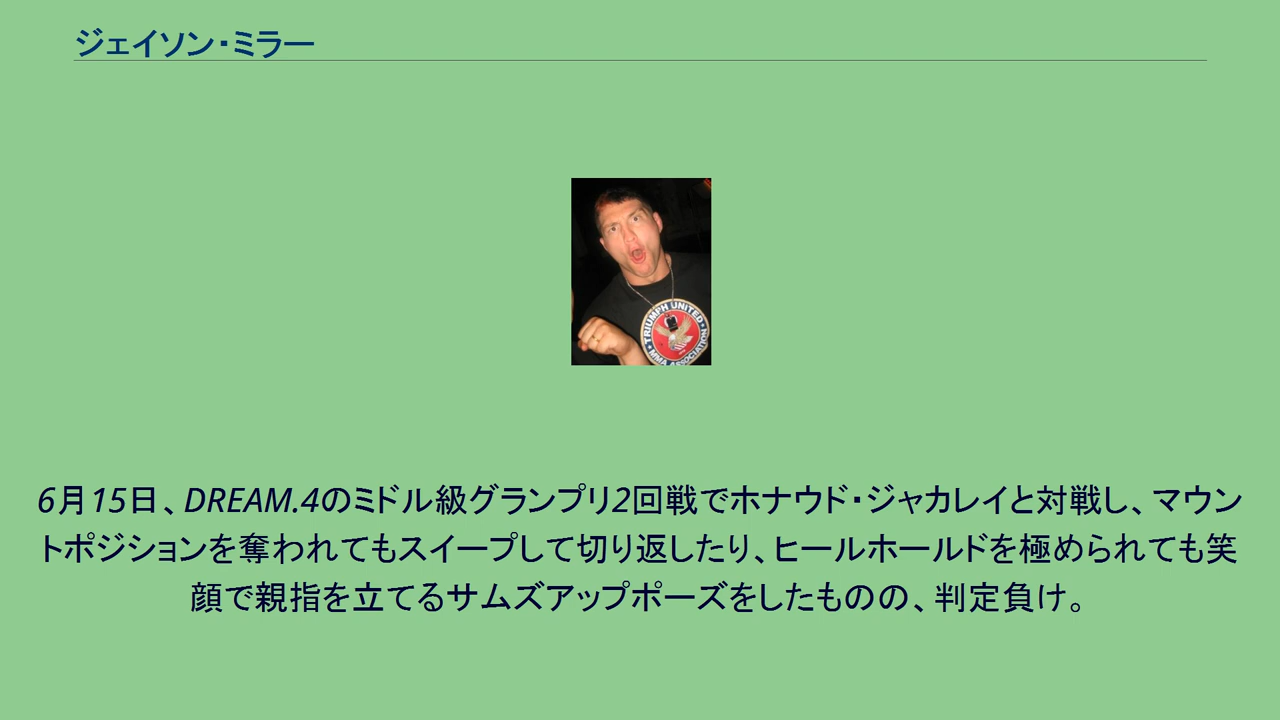 ジェイソン・ミラー
TRIUMPH UNITED
MMA ASSOCIATION
6月15日、DREAM.4のミドル級グランプリ2回戦でホナウド・ジャカレイと対戦し、マウン
トポジションを奪われてもスイープして切り返したり、ヒールホールドを極められても笑
顔で親指を立てるサムズアップポーズをしたものの、判定負け。